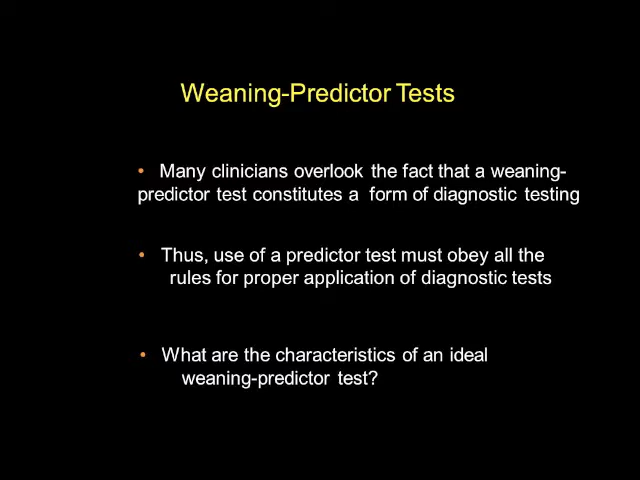 Weaning-Predictor Tests
• Many clinicians overlook the fact that a weaning-
predictor test constitutes a form of diagnostic testing
• Thus, use of a predictor test must obey all the
rules for proper application of diagnostic tests
• What are the characteristics of an ideal
weaning-predictor test?